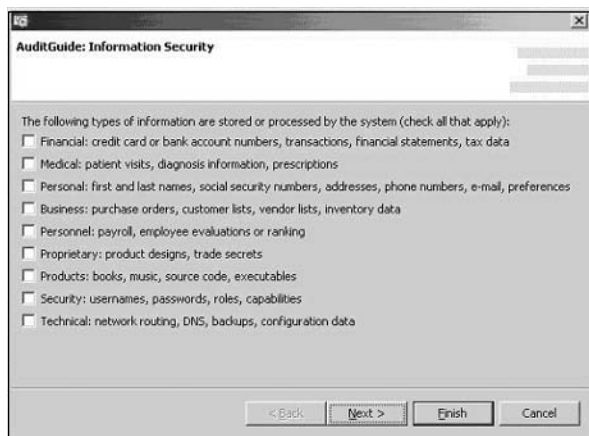 AuditGuide: Information Security
The following types of information are stored or processed by the system (check all that apply):
Financial: credit card or bank account numbers, transactions, financial statements, tax data
Medical: patient visits, diagnosis information, prescriptions
Personal: first and last names, social security numbers, addresses, phone numbers, e-mail, preferences
Business: purchase orders, customer lists, vendor lists, inventory data
Personnel: payroll, employee evaluations or ranking
Proprietary: product designs, trade secrets
Products: books, music, source code, executables
Security: usernames, passwords, roles, capabilities
Technical: network routing, DNS, backups, configuration data
< Back Next > Finish Cancel